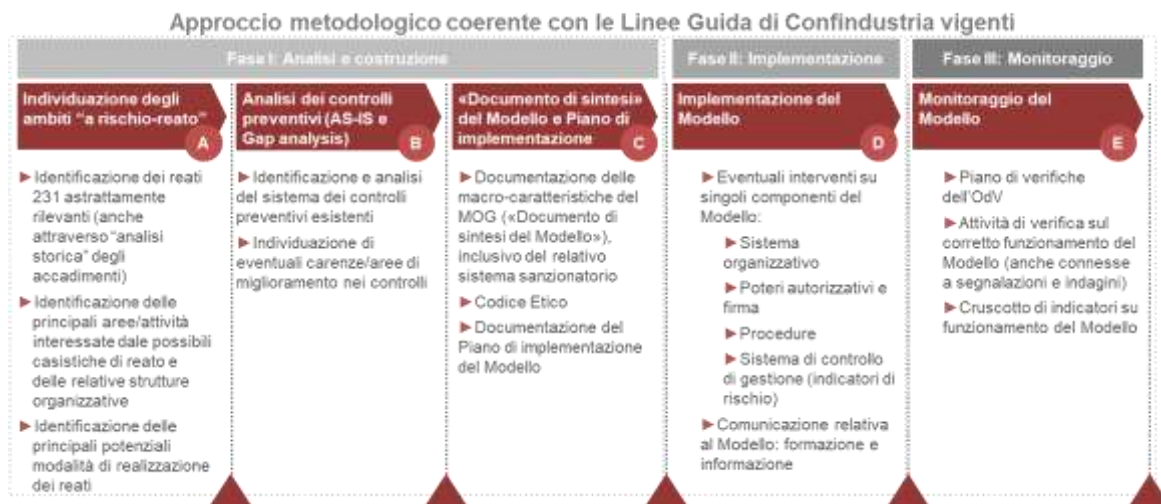 Approccio metodologico coerente con le Linee Guida di Confindustria vigenti
Fase I: Analisi e costruzione
Fase II: Implementazione
Fase III: Monitoraggio
Individuazione degli
ambiti “a rischio-reato”
A
Analisi dei controlli
preventivi (AS-IS e
Gap analysis)
B
«Documento di sintesi»
del Modello e Piano di
implementazione
C
Implementazione del
Modello
D
Monitoraggio del
Modello
E
►Identificazione dei reati
231 astrattamente
rilevanti (anche
attraverso “analisi
storica” degli
accadimenti)
►Identificazione delle
principali aree/attività
interessate dale possibili
casistiche di reato e
delle relative strutture
organizzative
►Identificazione delle
principali potenziali
modalità di realizzazione
dei reati
►Identificazione e analisi
del sistema dei controlli
preventivi esistenti
►Individuazione di
eventuali carenze/aree di
miglioramento nei controlli
►Documentazione delle
macro-caratteristiche del
MOG («Documento di
sintesi del Modello»),
inclusivo del relativo
sistema sanzionatorio
►Codice Etico
►Documentazione del
Piano di implementazione
del Modello
►Eventuali interventi su
singoli componenti del
Modello:
►Sistema
organizzativo
►Poteri autorizzativi e
firma
►Procedure
►Sistema di controllo
di gestione (indicatori di
rischio)
►Comunicazione relativa
al Modello: formazione e
informazione
►Piano di verifiche
dell’OdV
►Attività di verifica sul
corretto funzionamento del
Modello (anche connesse
a segnalazioni e indagini)
►Cruscotto di indicatori su
funzionamento del Modello